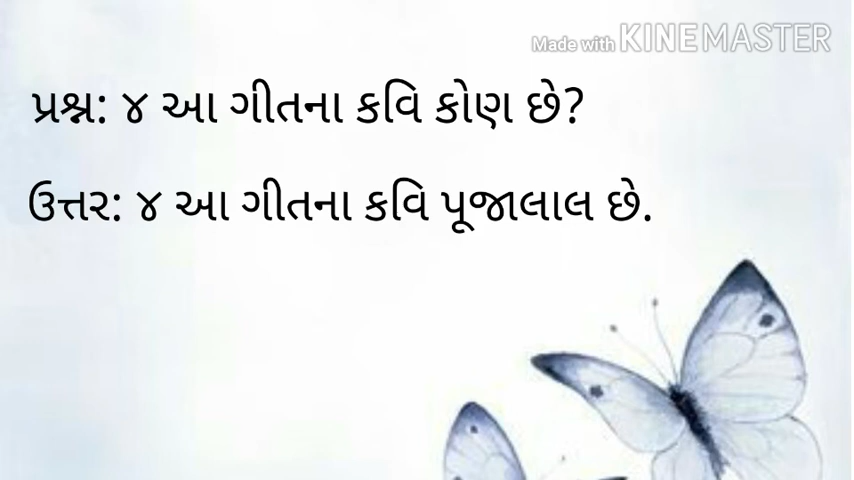 Made with KINEMASTER
પ્રશ્ન: ૪ આ ગીતના કવિ કોણ છે?
ઉત્તર: ૪ આ ગીતના કવિ પૂજાલાલ છે.